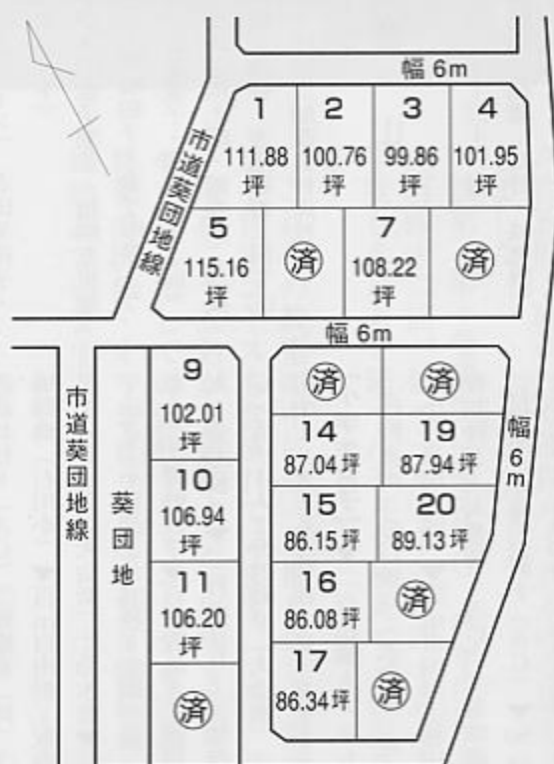 幅 6m
1
111.88
坪
2
100.76
坪
3
99.86
坪
4
101.95
坪
市道葵団地線
5
115.16
坪
済
7
108.22
坪
済
幅 6m
市道葵団地線
葵団地
9
102.01
坪
10
106.94
坪
11
106.20
坪
済
済
済
14
87.04坪
19
87.94坪
15
86.15坪
20
89.13坪
16
86.08坪
済
17
86.34坪
済
幅6m